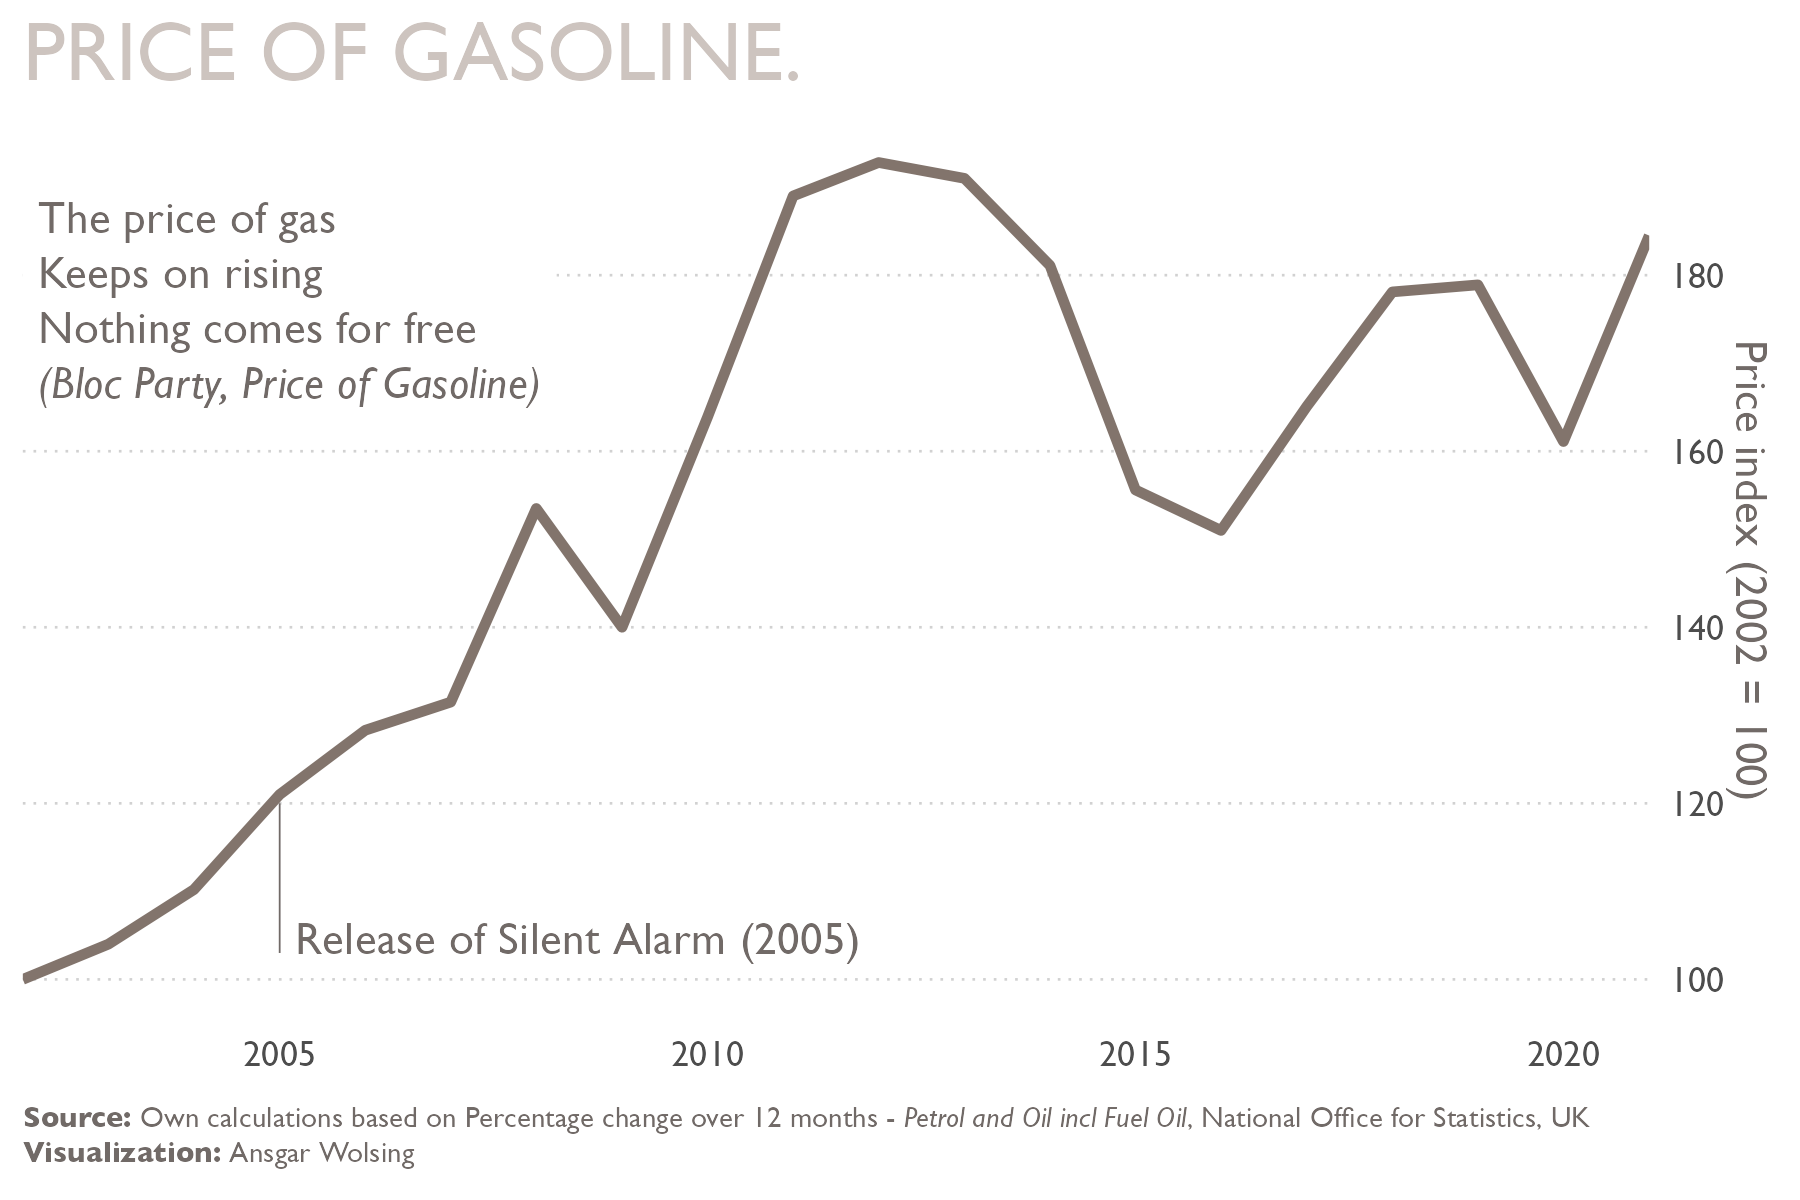 PRICE OF GASOLINE.
The price of gas
Keeps on rising
Nothing comes for free
(Bloc Party, Price of Gasoline)
180
160
140
120
100
Price index (2002 = 100)
Release of Silent Alarm (2005)
2005 2010 2015 2020
Source: Own calculations based on Percentage change over 12 months - Petrol and Oil incl Fuel Oil, National Office for Statistics, UK
Visualization: Ansgar Wolsing